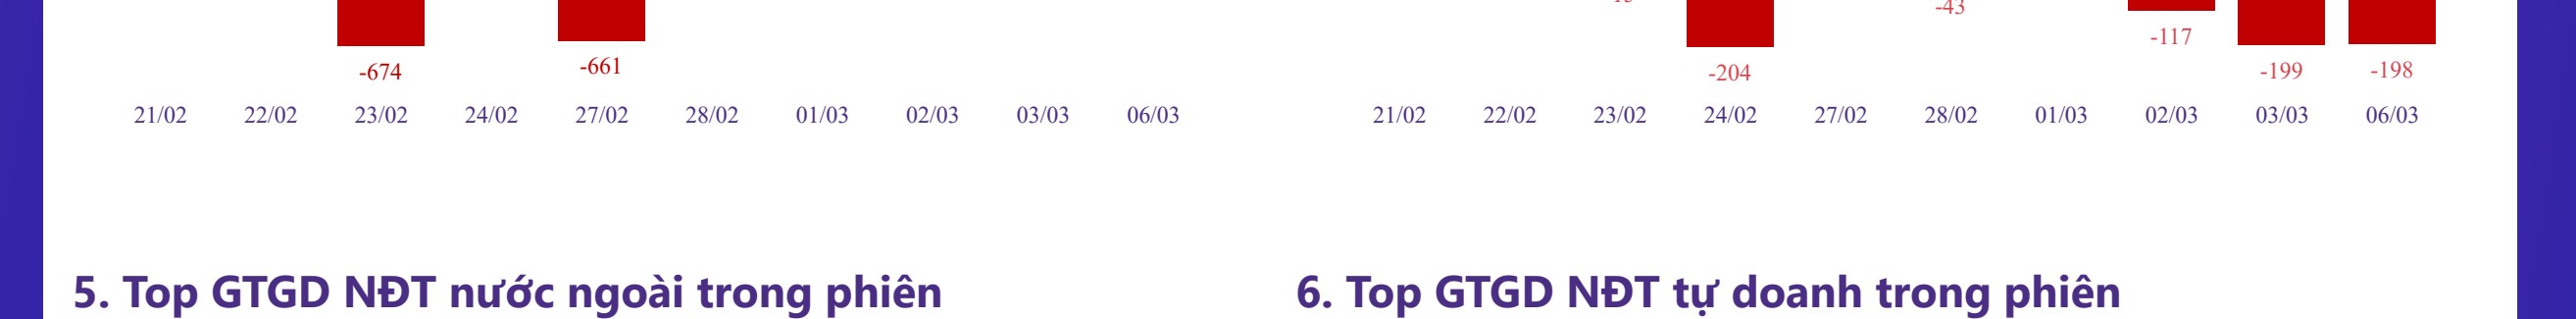 -43
-117
-674
-661
-204
-199
-198
21/02 22/02 23/02 24/02 27/02 28/02 01/03 02/03 03/03 06/03
21/02 22/02 23/02 24/02 27/02 28/02 01/03 02/03 03/03 06/03
5. Top GTGD NĐT nước ngoài trong phiên
6. Top GTGD NĐT tự doanh trong phiên